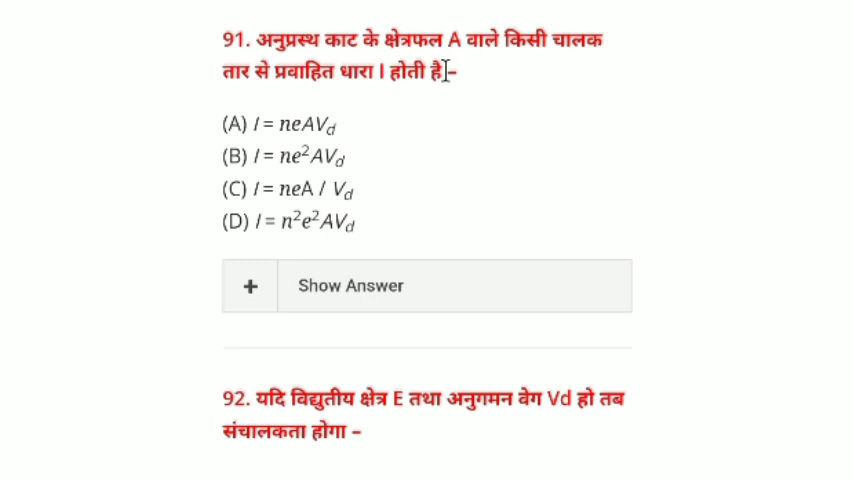 91. अनुप्रस्थ काट के क्षेत्रफल A वाले किसी चालक
तार से प्रवाहित धारा I होती है –
(A) I = neAV_d
(B) I = ne²AV_d
(C) I = neA / V_d
(D) I = n²e²AV_d
+ Show Answer
92. यदि विद्युतीय क्षेत्र E तथा अनुगमन वेग Vd हो तब
संचालकता होगा –